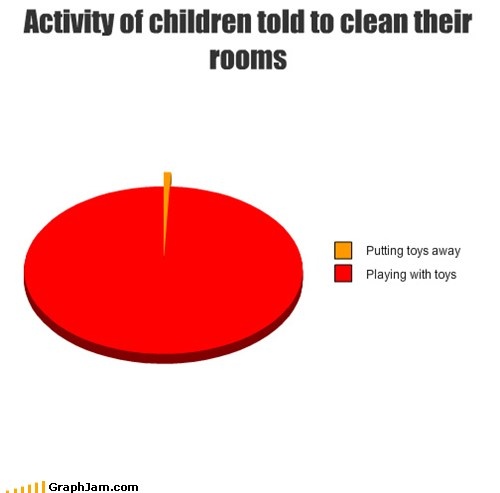 Activity of children told to clean their
rooms
Putting toys away
Playing with toys
GraphJam.com